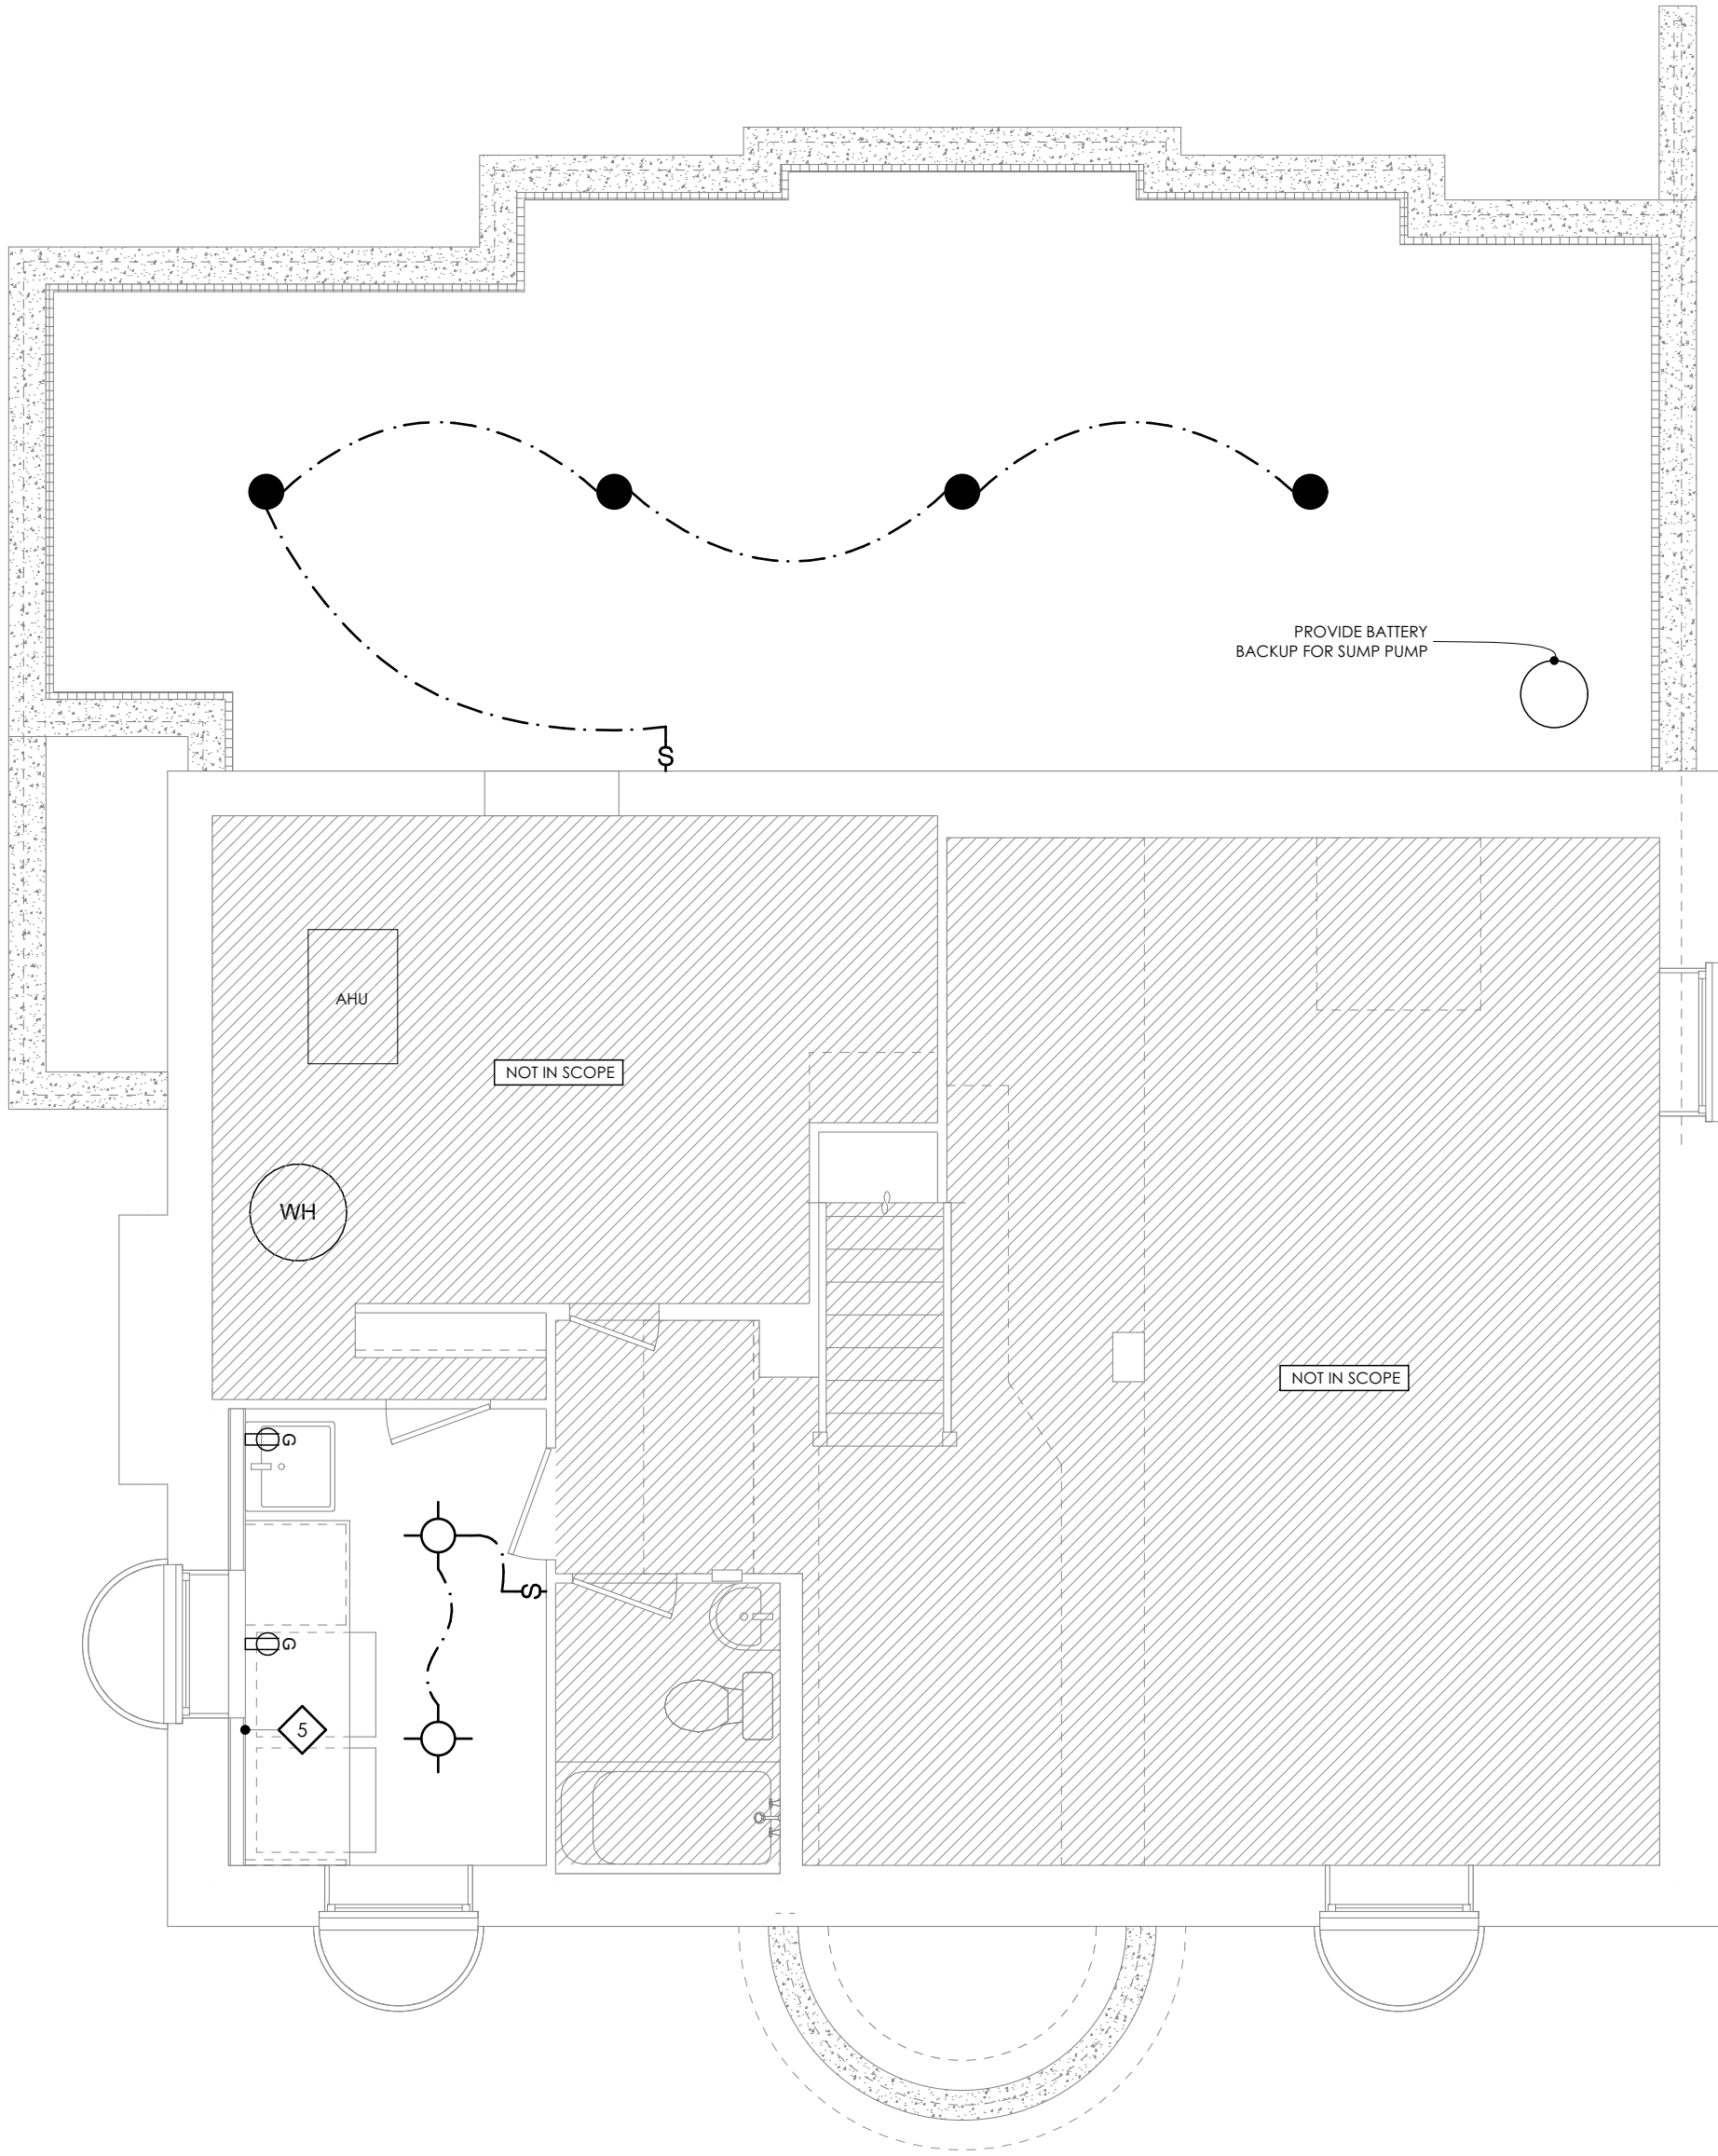 PROVIDE BATTERY
BACKUP FOR SUMP PUMP
S
AHU
NOT IN SCOPE
WH
NOT IN SCOPE
G
S
G
5